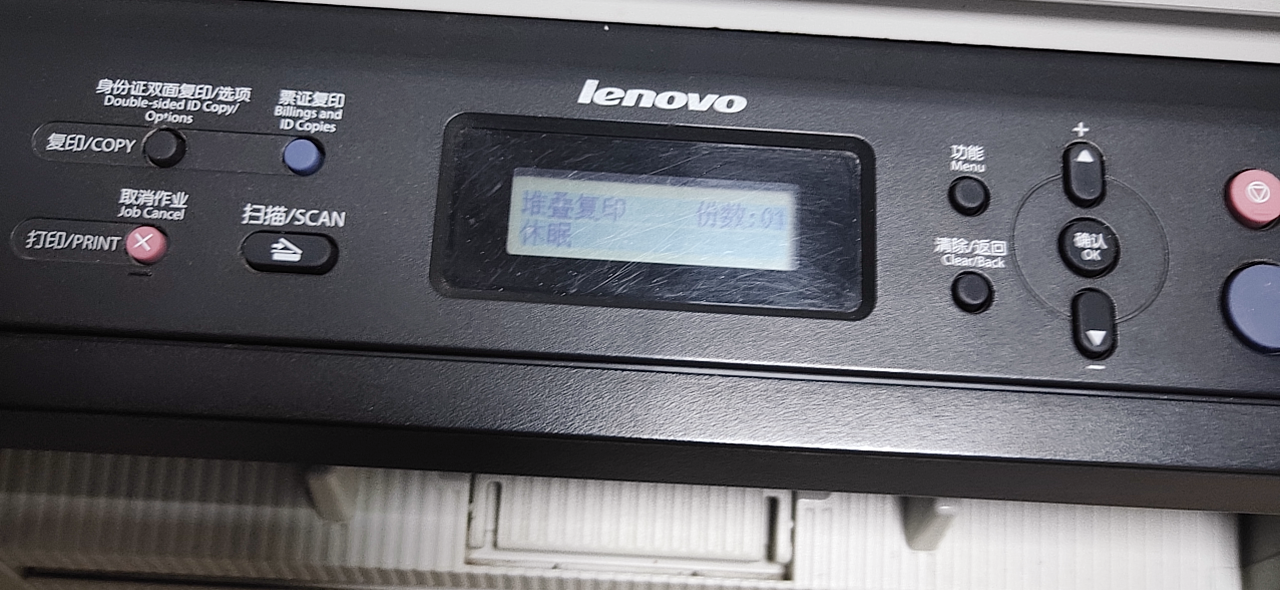 lenovo
身份证双面复印/选项
Double-sided ID Copy/
Options
票证复印
Billings and
ID Copies
复印/COPY
取消作业
Job Cancel
打印/PRINT
扫描/SCAN
堆叠复印 份数:01
休眠
功能
Menu
清除/返回
Clear/Back
+
确认
OK
−